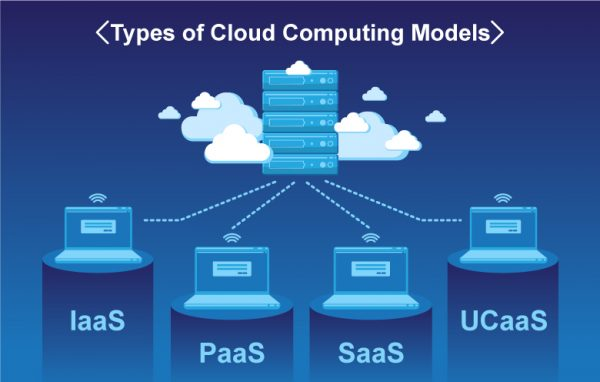 <Types of Cloud Computing Models>
IaaS
PaaS
SaaS
UCaaS